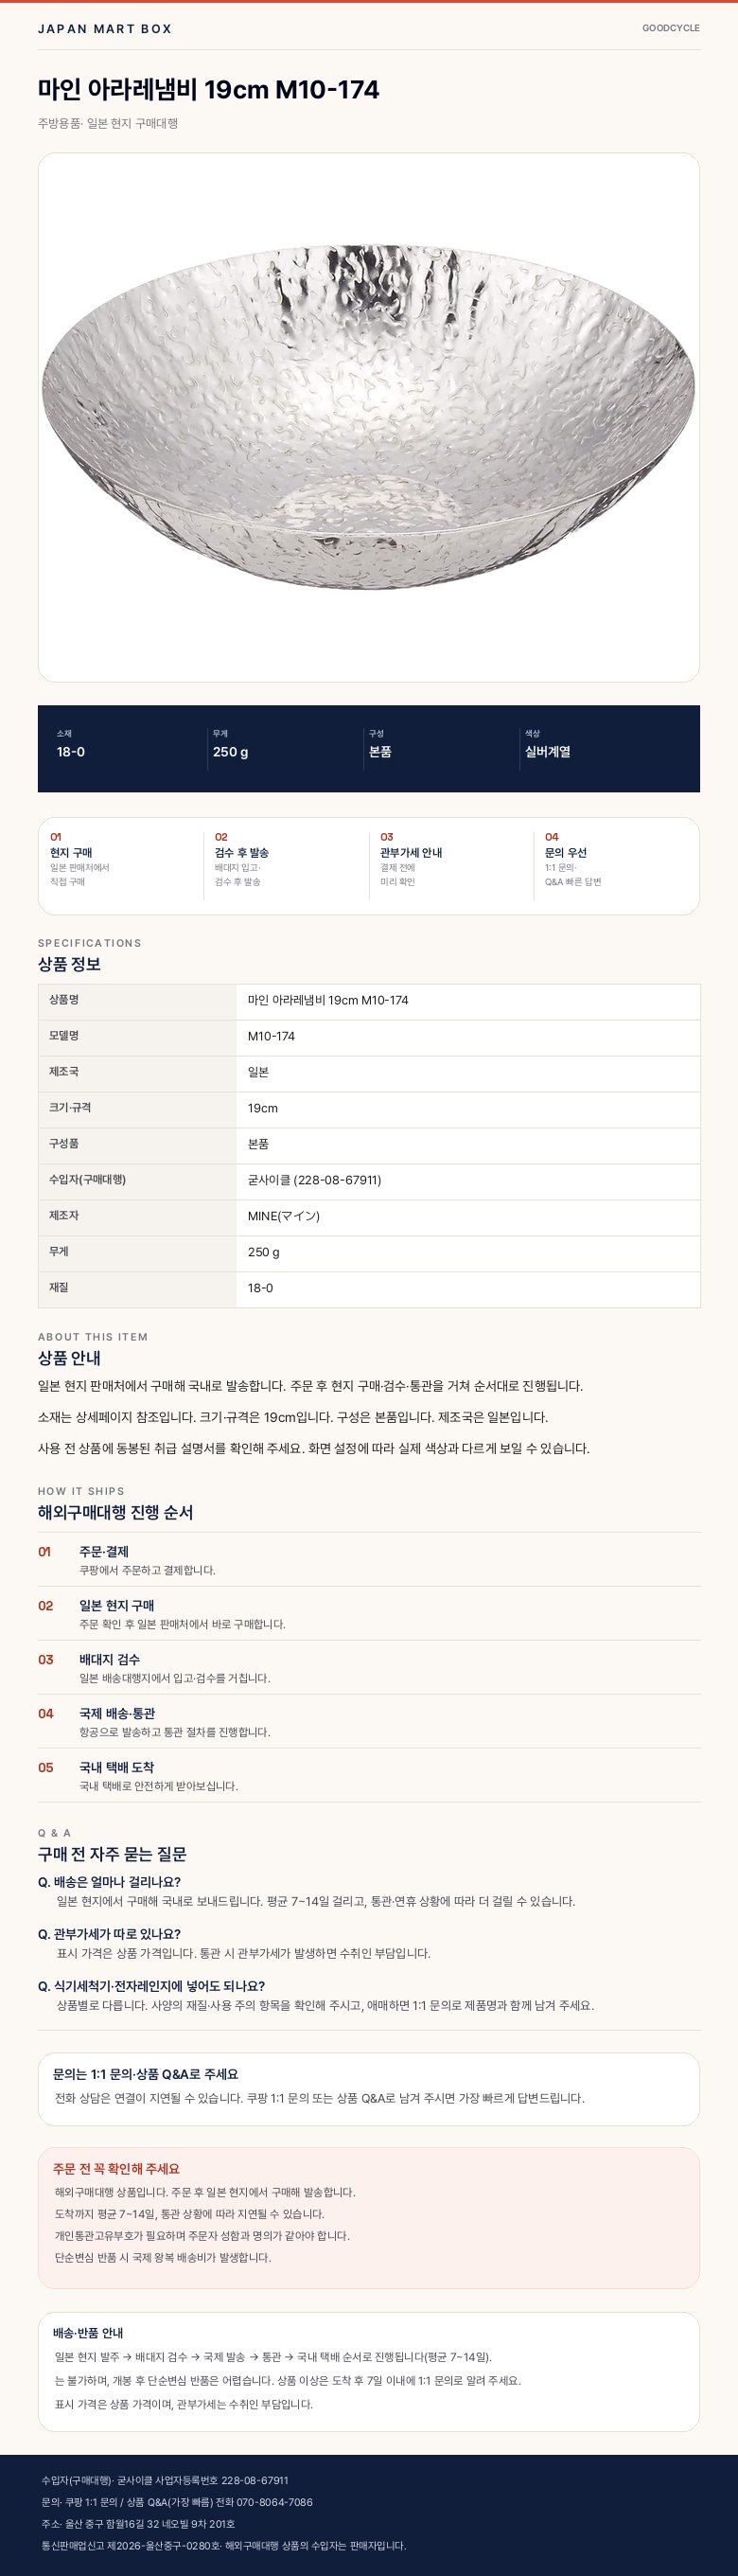 JAPAN MART BOX
GOODCYCLE
마인 아라레냄비 19cm M10-174
주방용품· 일본 현지 구매대행
소재
18-0
무게
250 g
구성
본품
색상
실버계열
01
현지 구매
일본 판매처에서
직접 구매
02
검수 후 발송
배대지 입고·
검수 후 발송
03
관부가세 안내
결제 전에
미리 확인
04
문의 우선
1:1 문의·
Q&A 빠른 답변
SPECIFICATIONS
상품 정보
상품명 마인 아라레냄비 19cm M10-174
모델명 M10-174
제조국 일본
크기·규격 19cm
구성품 본품
수입자(구매대행) 굳사이클 (228-08-67911)
제조자 MINE(マイン)
무게 250 g
재질 18-0
ABOUT THIS ITEM
상품 안내
일본 현지 판매처에서 구매해 국내로 발송합니다. 주문 후 현지 구매·검수·통관을 거쳐 순서대로 진행됩니다.
소재는 상세페이지 참조입니다. 크기·규격은 19cm입니다. 구성은 본품입니다. 제조국은 일본입니다.
사용 전 상품에 동봉된 취급 설명서를 확인해 주세요. 화면 설정에 따라 실제 색상과 다르게 보일 수 있습니다.
HOW IT SHIPS
해외구매대행 진행 순서
01 주문·결제
쿠팡에서 주문하고 결제합니다.
02 일본 현지 구매
주문 확인 후 일본 판매처에서 바로 구매합니다.
03 배대지 검수
일본 배송대행지에서 입고·검수를 거칩니다.
04 국제 배송·통관
항공으로 발송하고 통관 절차를 진행합니다.
05 국내 택배 도착
국내 택배로 안전하게 받아보십니다.
Q & A
구매 전 자주 묻는 질문
Q. 배송은 얼마나 걸리나요?
일본 현지에서 구매해 국내로 보내드립니다. 평균 7~14일 걸리고, 통관·연휴 상황에 따라 더 걸릴 수 있습니다.
Q. 관부가세가 따로 있나요?
표시 가격은 상품 가격입니다. 통관 시 관부가세가 발생하면 수취인 부담입니다.
Q. 식기세척기·전자레인지에 넣어도 되나요?
상품별로 다릅니다. 사양의 재질·사용 주의 항목을 확인해 주시고, 애매하면 1:1 문의로 제품명과 함께 남겨 주세요.
문의는 1:1 문의·상품 Q&A로 주세요
전화 상담은 연결이 지연될 수 있습니다. 쿠팡 1:1 문의 또는 상품 Q&A로 남겨 주시면 가장 빠르게 답변드립니다.
주문 전 꼭 확인해 주세요
해외구매대행 상품입니다. 주문 후 일본 현지에서 구매해 발송합니다.
도착까지 평균 7~14일, 통관 상황에 따라 지연될 수 있습니다.
개인통관고유부호가 필요하며 주문자 성함과 명의가 같아야 합니다.
단순변심 반품 시 국제 왕복 배송비가 발생합니다.
배송·반품 안내
일본 현지 발주 → 배대지 검수 → 국제 발송 → 통관 → 국내 택배 순서로 진행됩니다(평균 7~14일).
는 불가하며, 개봉 후 단순변심 반품은 어렵습니다. 상품 이상은 도착 후 7일 이내에 1:1 문의로 알려 주세요.
표시 가격은 상품 가격이며, 관부가세는 수취인 부담입니다.
수입자(구매대행)· 굳사이클 사업자등록번호 228-08-67911
문의· 쿠팡 1:1 문의 / 상품 Q&A(가장 빠름) 전화 070-8064-7086
주소· 울산 중구 함월16길 32 네오빌 9차 201호
통신판매업신고 제2026-울산중구-0280호· 해외구매대행 상품의 수입자는 판매자입니다.